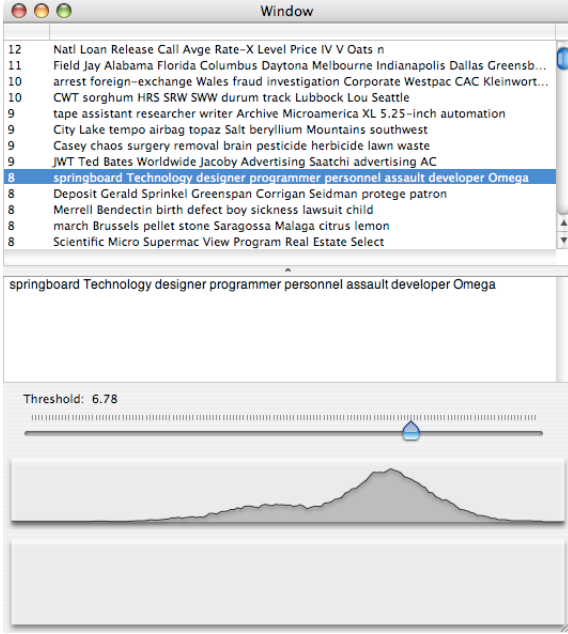 Window
12 Natl Loan Release Call Avge Rate-X Level Price IV V Oats n
11 Field Jay Alabama Florida Columbus Daytona Melbourne Indianapolis Dallas Greensb...
10 arrest foreign-exchange Wales fraud investigation Corporate Westpac CAC Kleinwort...
10 CWT sorghum HRS SRW SWW durum track Lubbock Lou Seattle
9 tape assistant researcher writer Archive Microamerica XL 5.25-inch automation
9 City Lake tempo airbag topaz Salt beryllium Mountains southwest
9 Casey chaos surgery removal brain pesticide herbicide lawn waste
9 JWT Ted Bates Worldwide Jacoby Advertising Saatchi advertising AC
8 springboard Technology designer programmer personnel assault developer Omega
8 Deposit Gerald Sprinkel Greenspan Corrigan Seidman protege patron
8 Merrell Bendectin birth defect boy sickness lawsuit child
8 march Brussels pellet stone Saragossa Malaga citrus lemon
8 Scientific Micro Supermac View Program Real Estate Select
springboard Technology designer programmer personnel assault developer Omega
Threshold: 6.78